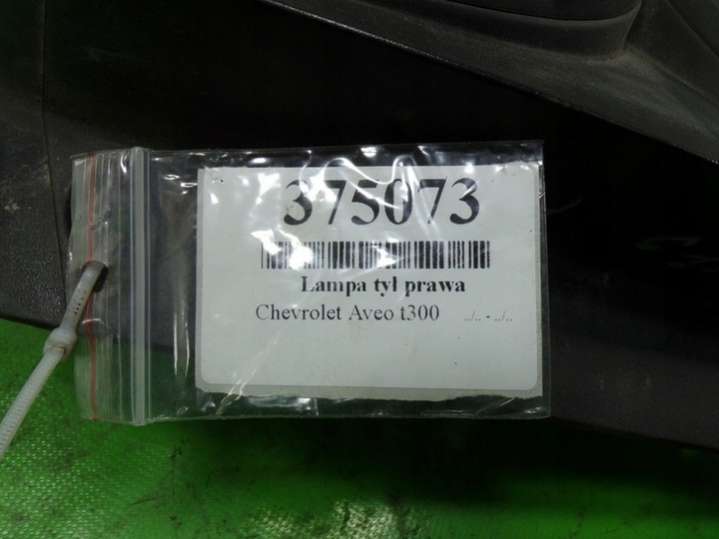 375073
Lampa tył prawa
Chevrolet Aveo t300 ../.. - ../..